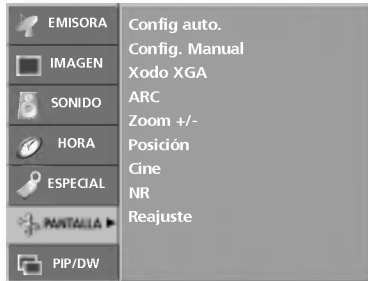 EMISORA
IMAGEN
SONIDO
HORA
ESPECIAL
PANTALLA
PIP/DW
Config auto.
Config. Manual
Xodo XGA
ARC
Zoom +/-
Posición
Cine
NR
Reajuste